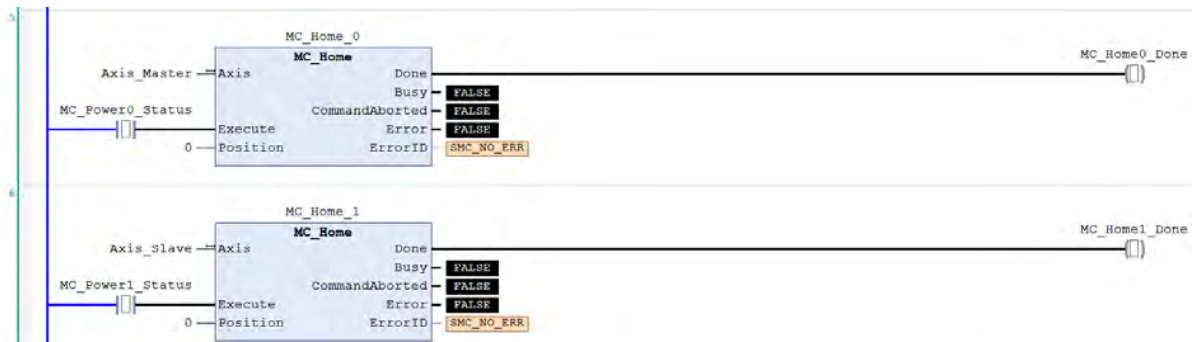 5
MC_Home_0
MC_Home
MC_Home0_Done
Axis_Master Axis Done
Busy FALSE
MC_Power0_Status CommandAborted FALSE
Execute Error FALSE
0 Position ErrorID SMC_NO_ERR
6
MC_Home_1
MC_Home
MC_Home1_Done
Axis_Slave Axis Done
Busy FALSE
MC_Power1_Status CommandAborted FALSE
Execute Error FALSE
0 Position ErrorID SMC_NO_ERR